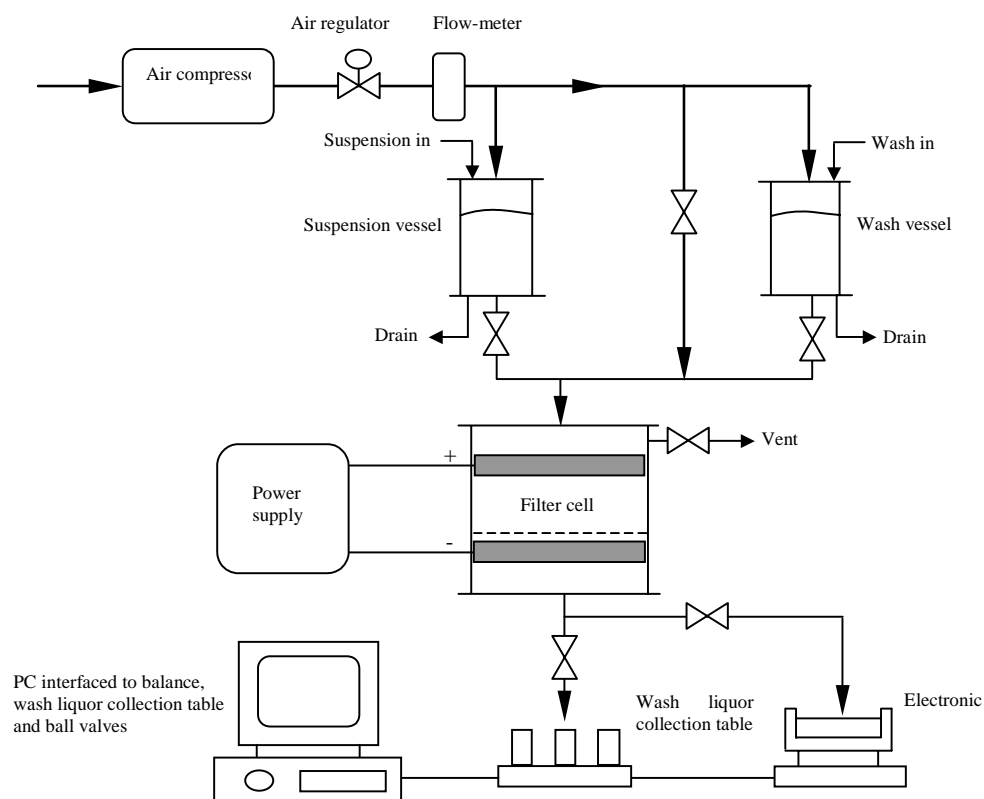 Air regulator
Flow-meter
Air compresso
Suspension in
Wash in
Suspension vessel
Wash vessel
Drain
Drain
Vent
+
Power
supply
Filter cell
-
PC interfaced to balance,
wash liquor collection table
and ball valves
Wash liquor
collection table
Electronic